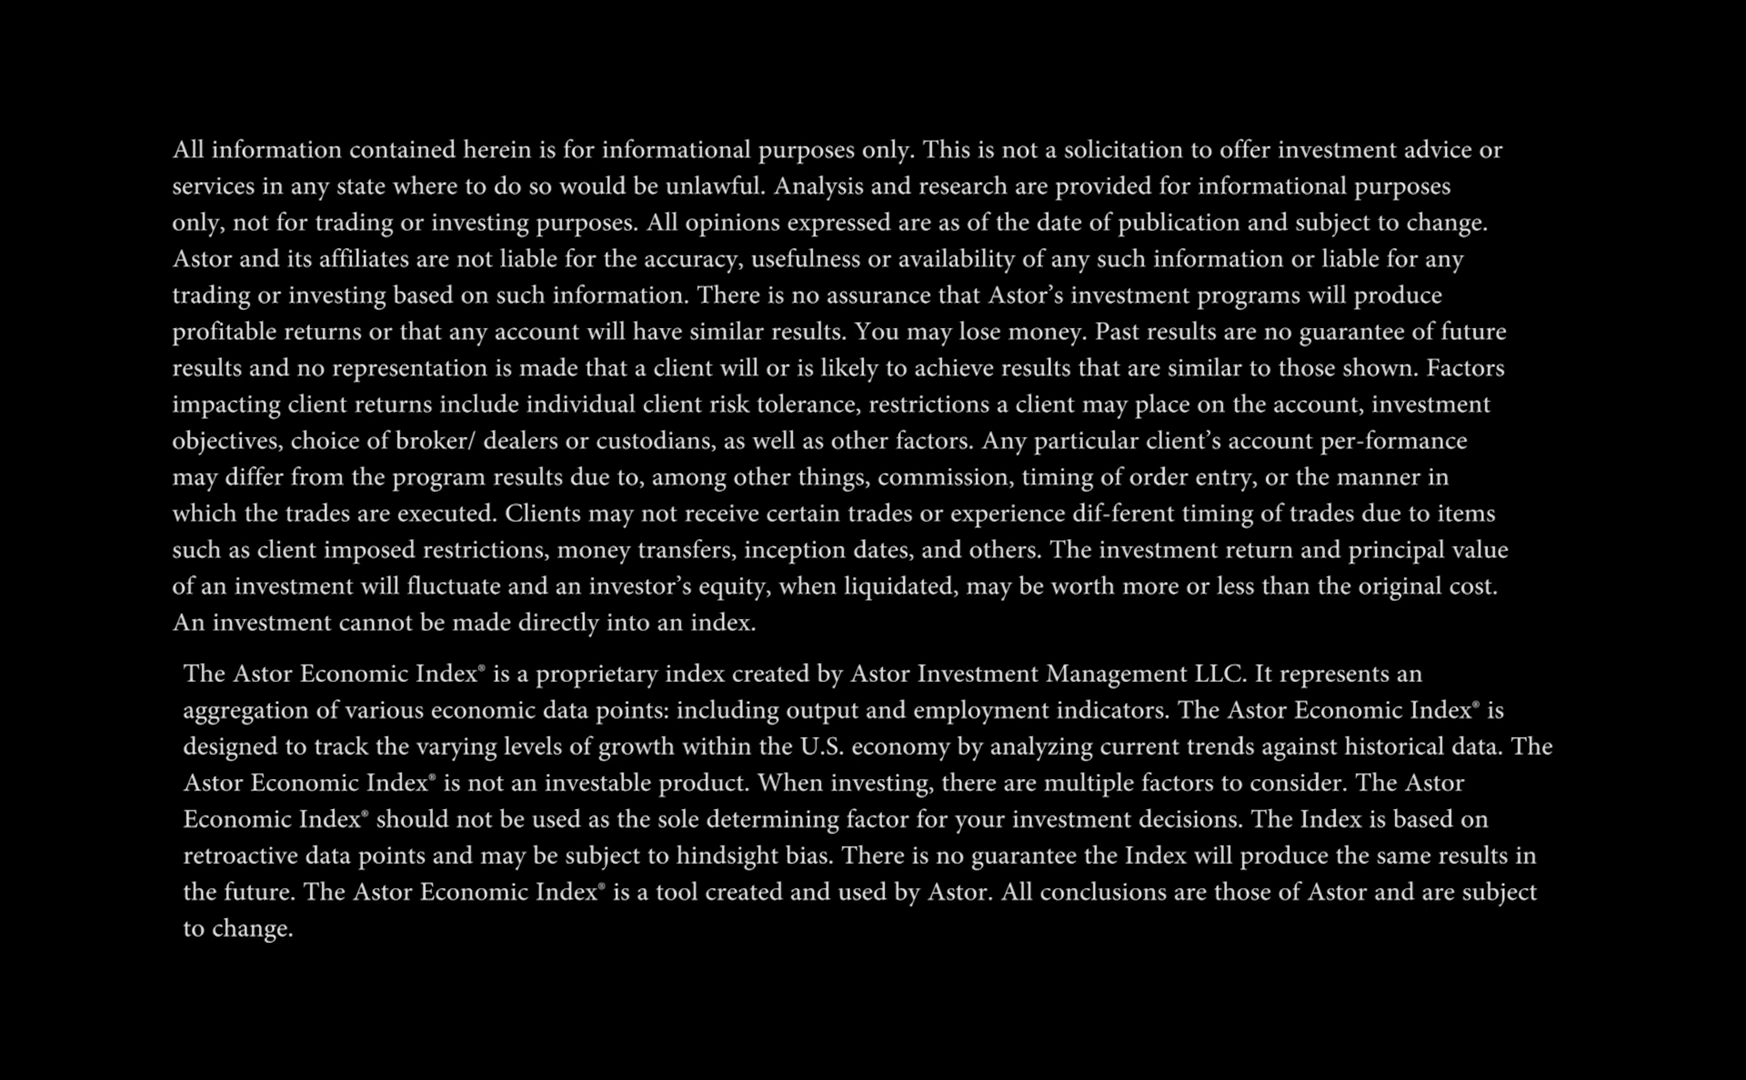 All information contained herein is for informational purposes only. This is not a solicitation to offer investment advice or
services in any state where to do so would be unlawful. Analysis and research are provided for informational purposes
only, not for trading or investing purposes. All opinions expressed are as of the date of publication and subject to change.
Astor and its affiliates are not liable for the accuracy, usefulness or availability of any such information or liable for any
trading or investing based on such information. There is no assurance that Astor’s investment programs will produce
profitable returns or that any account will have similar results. You may lose money. Past results are no guarantee of future
results and no representation is made that a client will or is likely to achieve results that are similar to those shown. Factors
impacting client returns include individual client risk tolerance, restrictions a client may place on the account, investment
objectives, choice of broker/ dealers or custodians, as well as other factors. Any particular client’s account per-formance
may differ from the program results due to, among other things, commission, timing of order entry, or the manner in
which the trades are executed. Clients may not receive certain trades or experience dif-ferent timing of trades due to items
such as client imposed restrictions, money transfers, inception dates, and others. The investment return and principal value
of an investment will fluctuate and an investor’s equity, when liquidated, may be worth more or less than the original cost.
An investment cannot be made directly into an index.
The Astor Economic Index® is a proprietary index created by Astor Investment Management LLC. It represents an
aggregation of various economic data points: including output and employment indicators. The Astor Economic Index® is
designed to track the varying levels of growth within the U.S. economy by analyzing current trends against historical data. The
Astor Economic Index® is not an investable product. When investing, there are multiple factors to consider. The Astor
Economic Index® should not be used as the sole determining factor for your investment decisions. The Index is based on
retroactive data points and may be subject to hindsight bias. There is no guarantee the Index will produce the same results in
the future. The Astor Economic Index® is a tool created and used by Astor. All conclusions are those of Astor and are subject
to change.